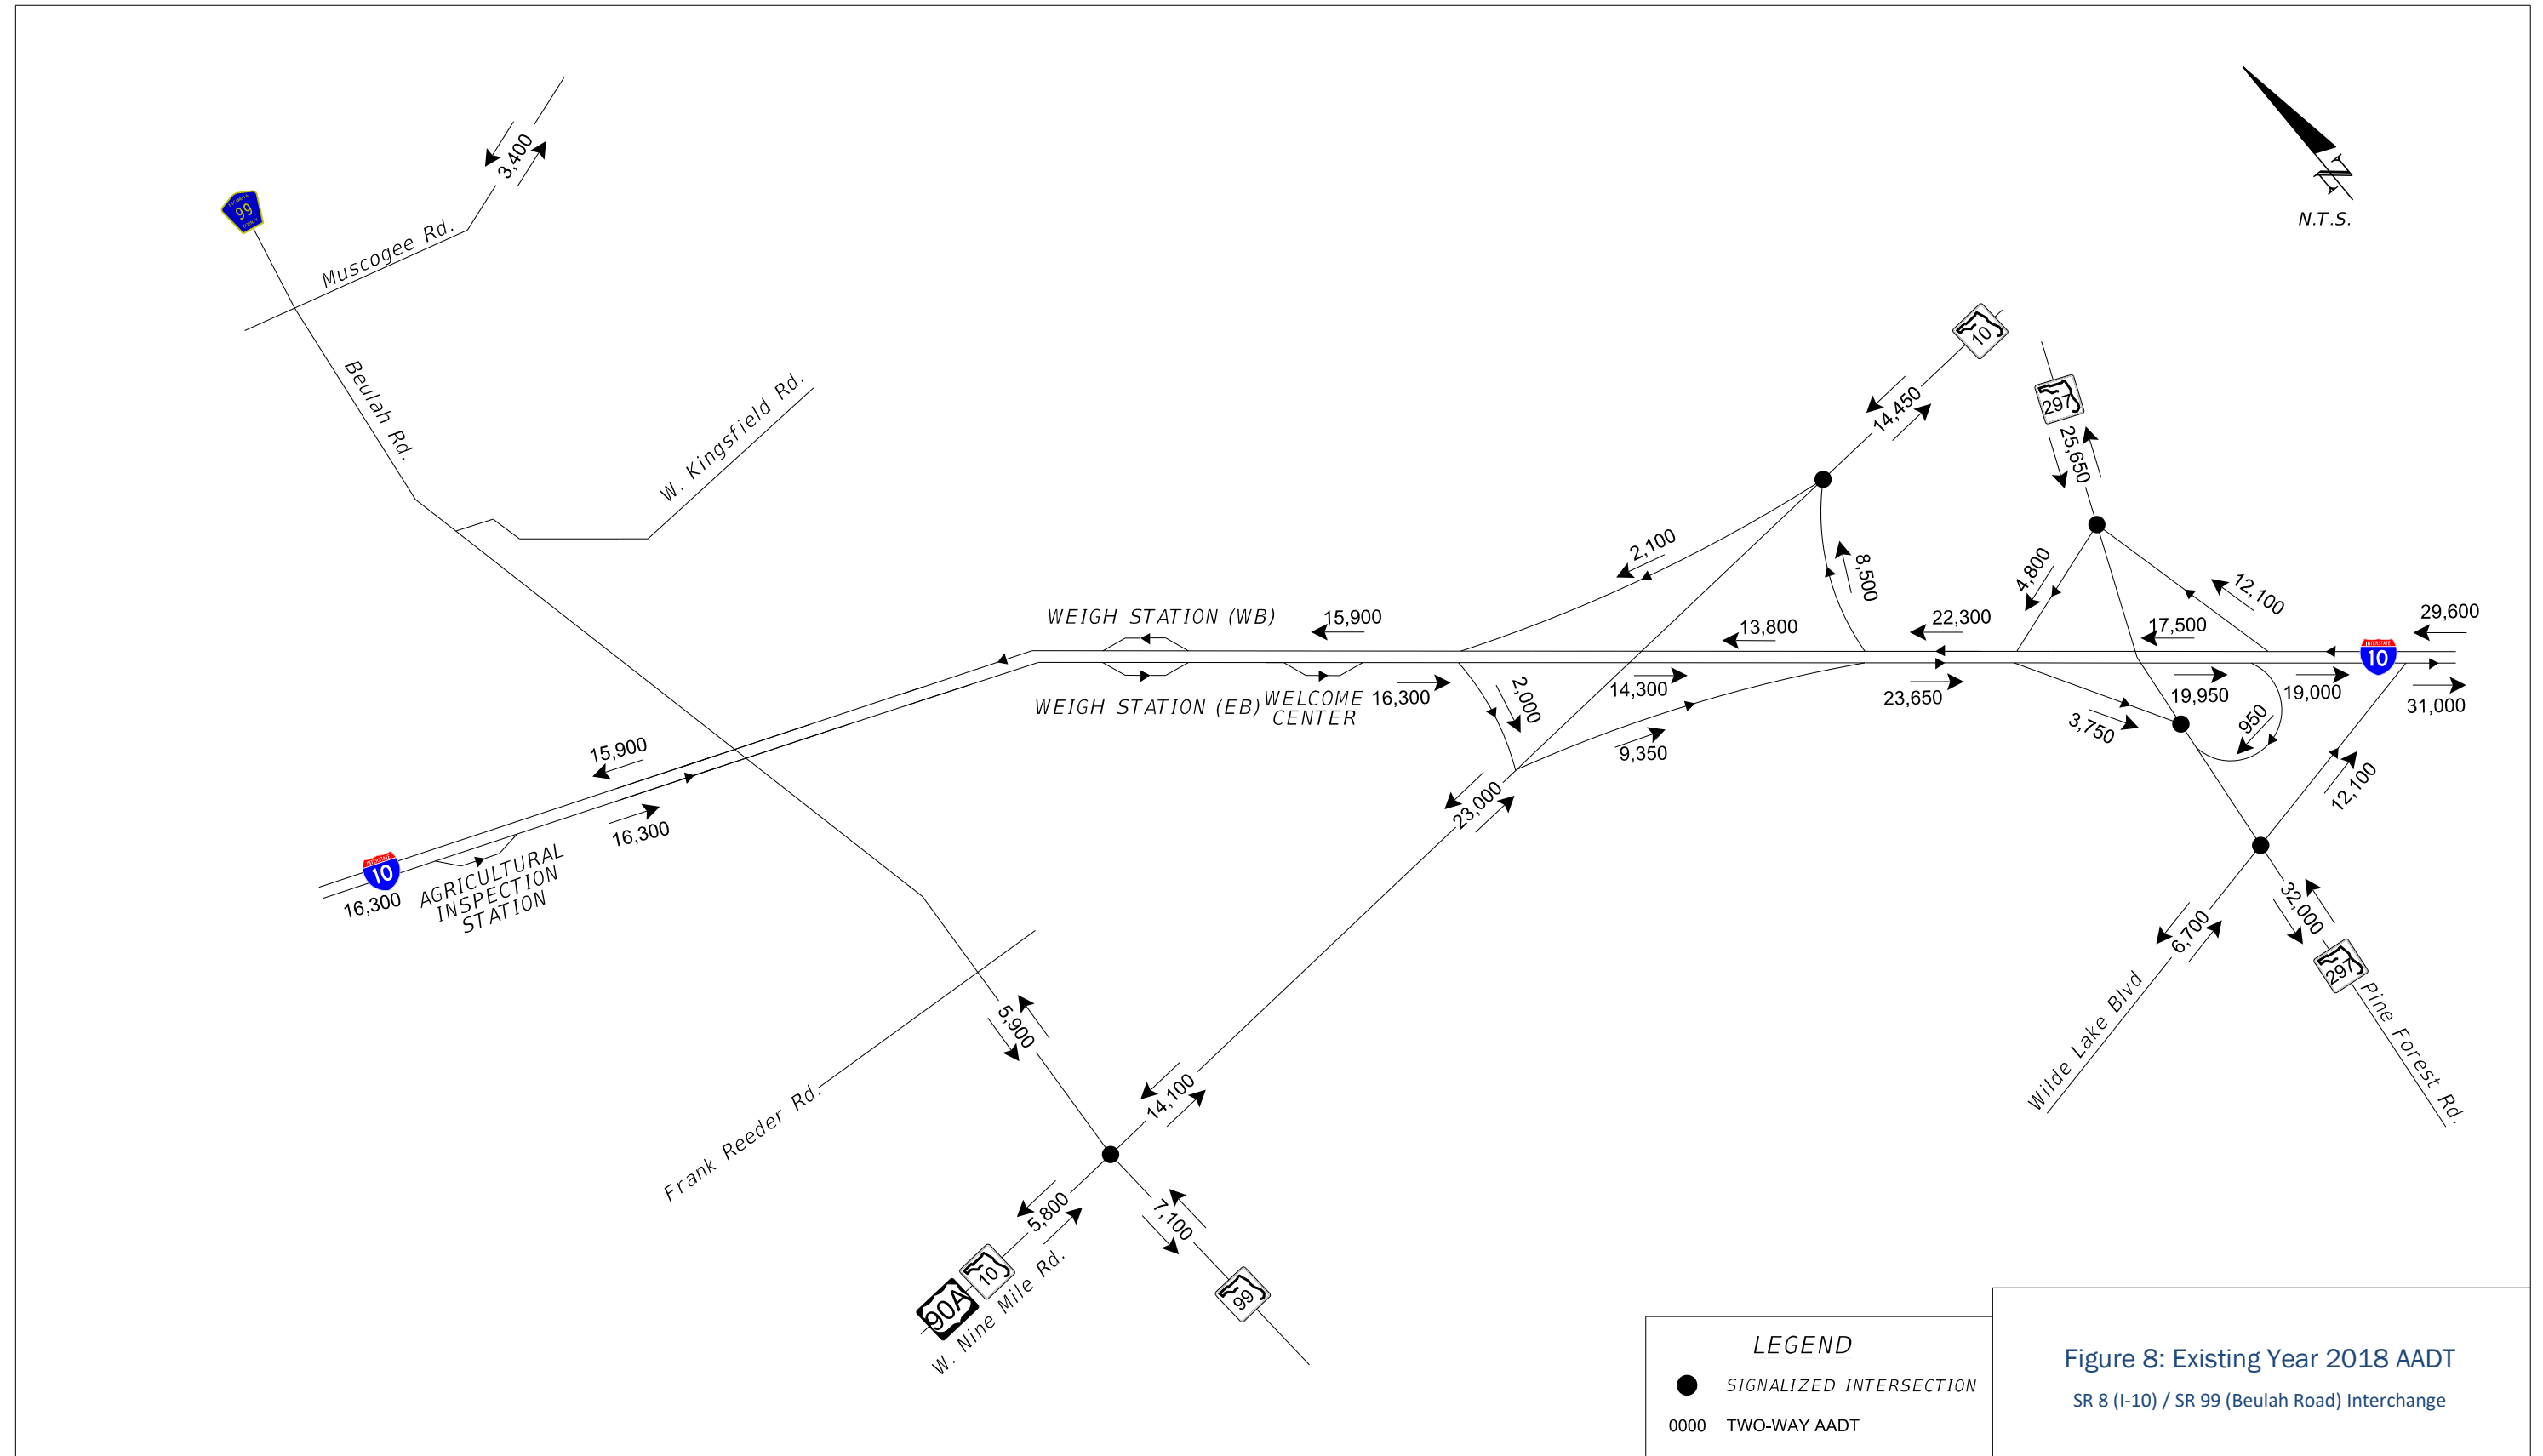 3,400
ESCAMBIA
99
COUNTY
N
N.T.S.
Muscogee Rd.
Beulah Rd.
W. Kingsfield Rd.
10
297
14,450
25,650
2,100
8,500
4,800
12,100
WEIGH STATION (WB)
15,900
13,800
22,300
17,500
29,600
INTERSTATE
10
WEIGH STATION (EB)
WELCOME
CENTER
16,300
2,000
14,300
9,350
23,650
3,750
19,950
950
19,000
31,000
12,100
15,900
16,300
INTERSTATE
10
16,300
AGRICULTURAL
INSPECTION
STATION
23,000
32,000
6,700
297
Pine Forest Rd.
Wilde Lake Blvd
5,900
Frank Reeder Rd.
14,100
5,800
7,100
10
90A
W. Nine Mile Rd.
99
LEGEND
SIGNALIZED INTERSECTION
0000 TWO-WAY AADT
Figure 8: Existing Year 2018 AADT
SR 8 (I-10) / SR 99 (Beulah Road) Interchange